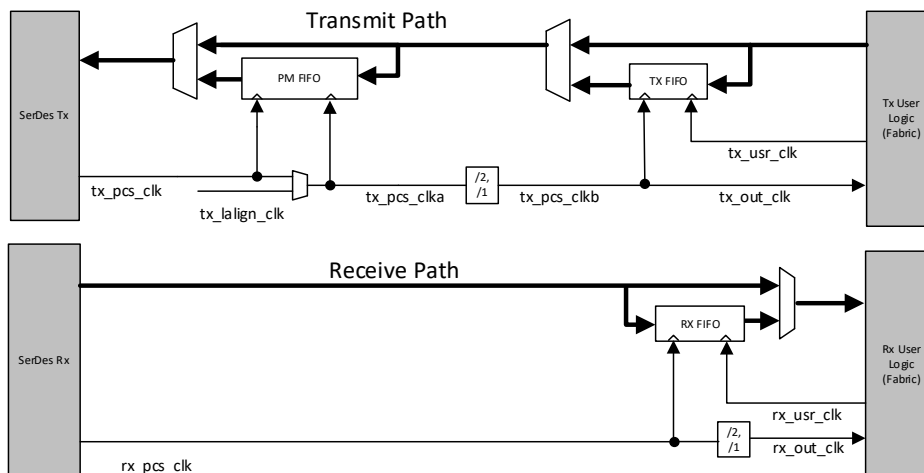 Transmit Path
SerDes Tx
PM FIFO
TX FIFO
Tx User
Logic
(Fabric)
tx_usr_clk
tx_pcs_clk
tx_lalign_clk
tx_pcs_clka
/2,
/1
tx_pcs_clkb
tx_out_clk
Receive Path
SerDes Rx
RX FIFO
Rx User
Logic
(Fabric)
rx_usr_clk
/2,
/1
rx_out_clk
rx_pcs_clk